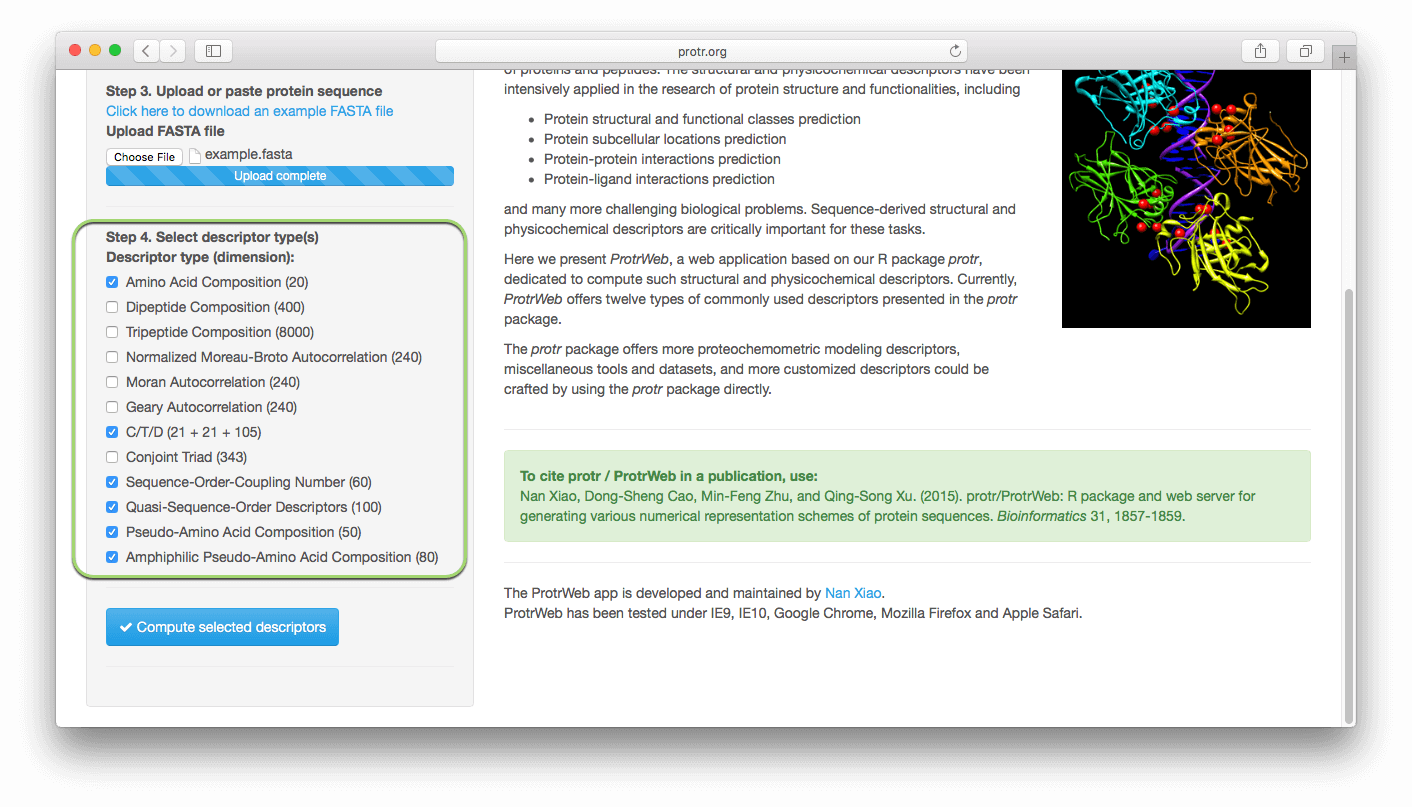 protr.org
Step 3. Upload or paste protein sequence
Click here to download an example FASTA file
Upload FASTA file
Choose File example.fasta
Upload complete
Step 4. Select descriptor type(s)
Descriptor type (dimension):
Amino Acid Composition (20)
Dipeptide Composition (400)
Tripeptide Composition (8000)
Normalized Moreau-Broto Autocorrelation (240)
Moran Autocorrelation (240)
Geary Autocorrelation (240)
C/T/D (21 + 21 + 105)
Conjoint Triad (343)
Sequence-Order-Coupling Number (60)
Quasi-Sequence-Order Descriptors (100)
Pseudo-Amino Acid Composition (50)
Amphiphilic Pseudo-Amino Acid Composition (80)
Compute selected descriptors
of proteins and peptides. The structural and physicochemical descriptors have been
intensively applied in the research of protein structure and functionalities, including
Protein structural and functional classes prediction
Protein subcellular locations prediction
Protein-protein interactions prediction
Protein-ligand interactions prediction
and many more challenging biological problems. Sequence-derived structural and
physicochemical descriptors are critically important for these tasks.
Here we present ProtrWeb, a web application based on our R package protr,
dedicated to compute such structural and physicochemical descriptors. Currently,
ProtrWeb offers twelve types of commonly used descriptors presented in the protr
package.
The protr package offers more proteochemometric modeling descriptors,
miscellaneous tools and datasets, and more customized descriptors could be
crafted by using the protr package directly.
To cite protr / ProtrWeb in a publication, use:
Nan Xiao, Dong-Sheng Cao, Min-Feng Zhu, and Qing-Song Xu. (2015). protr/ProtrWeb: R package and web server for
generating various numerical representation schemes of protein sequences. Bioinformatics 31, 1857-1859.
The ProtrWeb app is developed and maintained by Nan Xiao.
ProtrWeb has been tested under IE9, IE10, Google Chrome, Mozilla Firefox and Apple Safari.